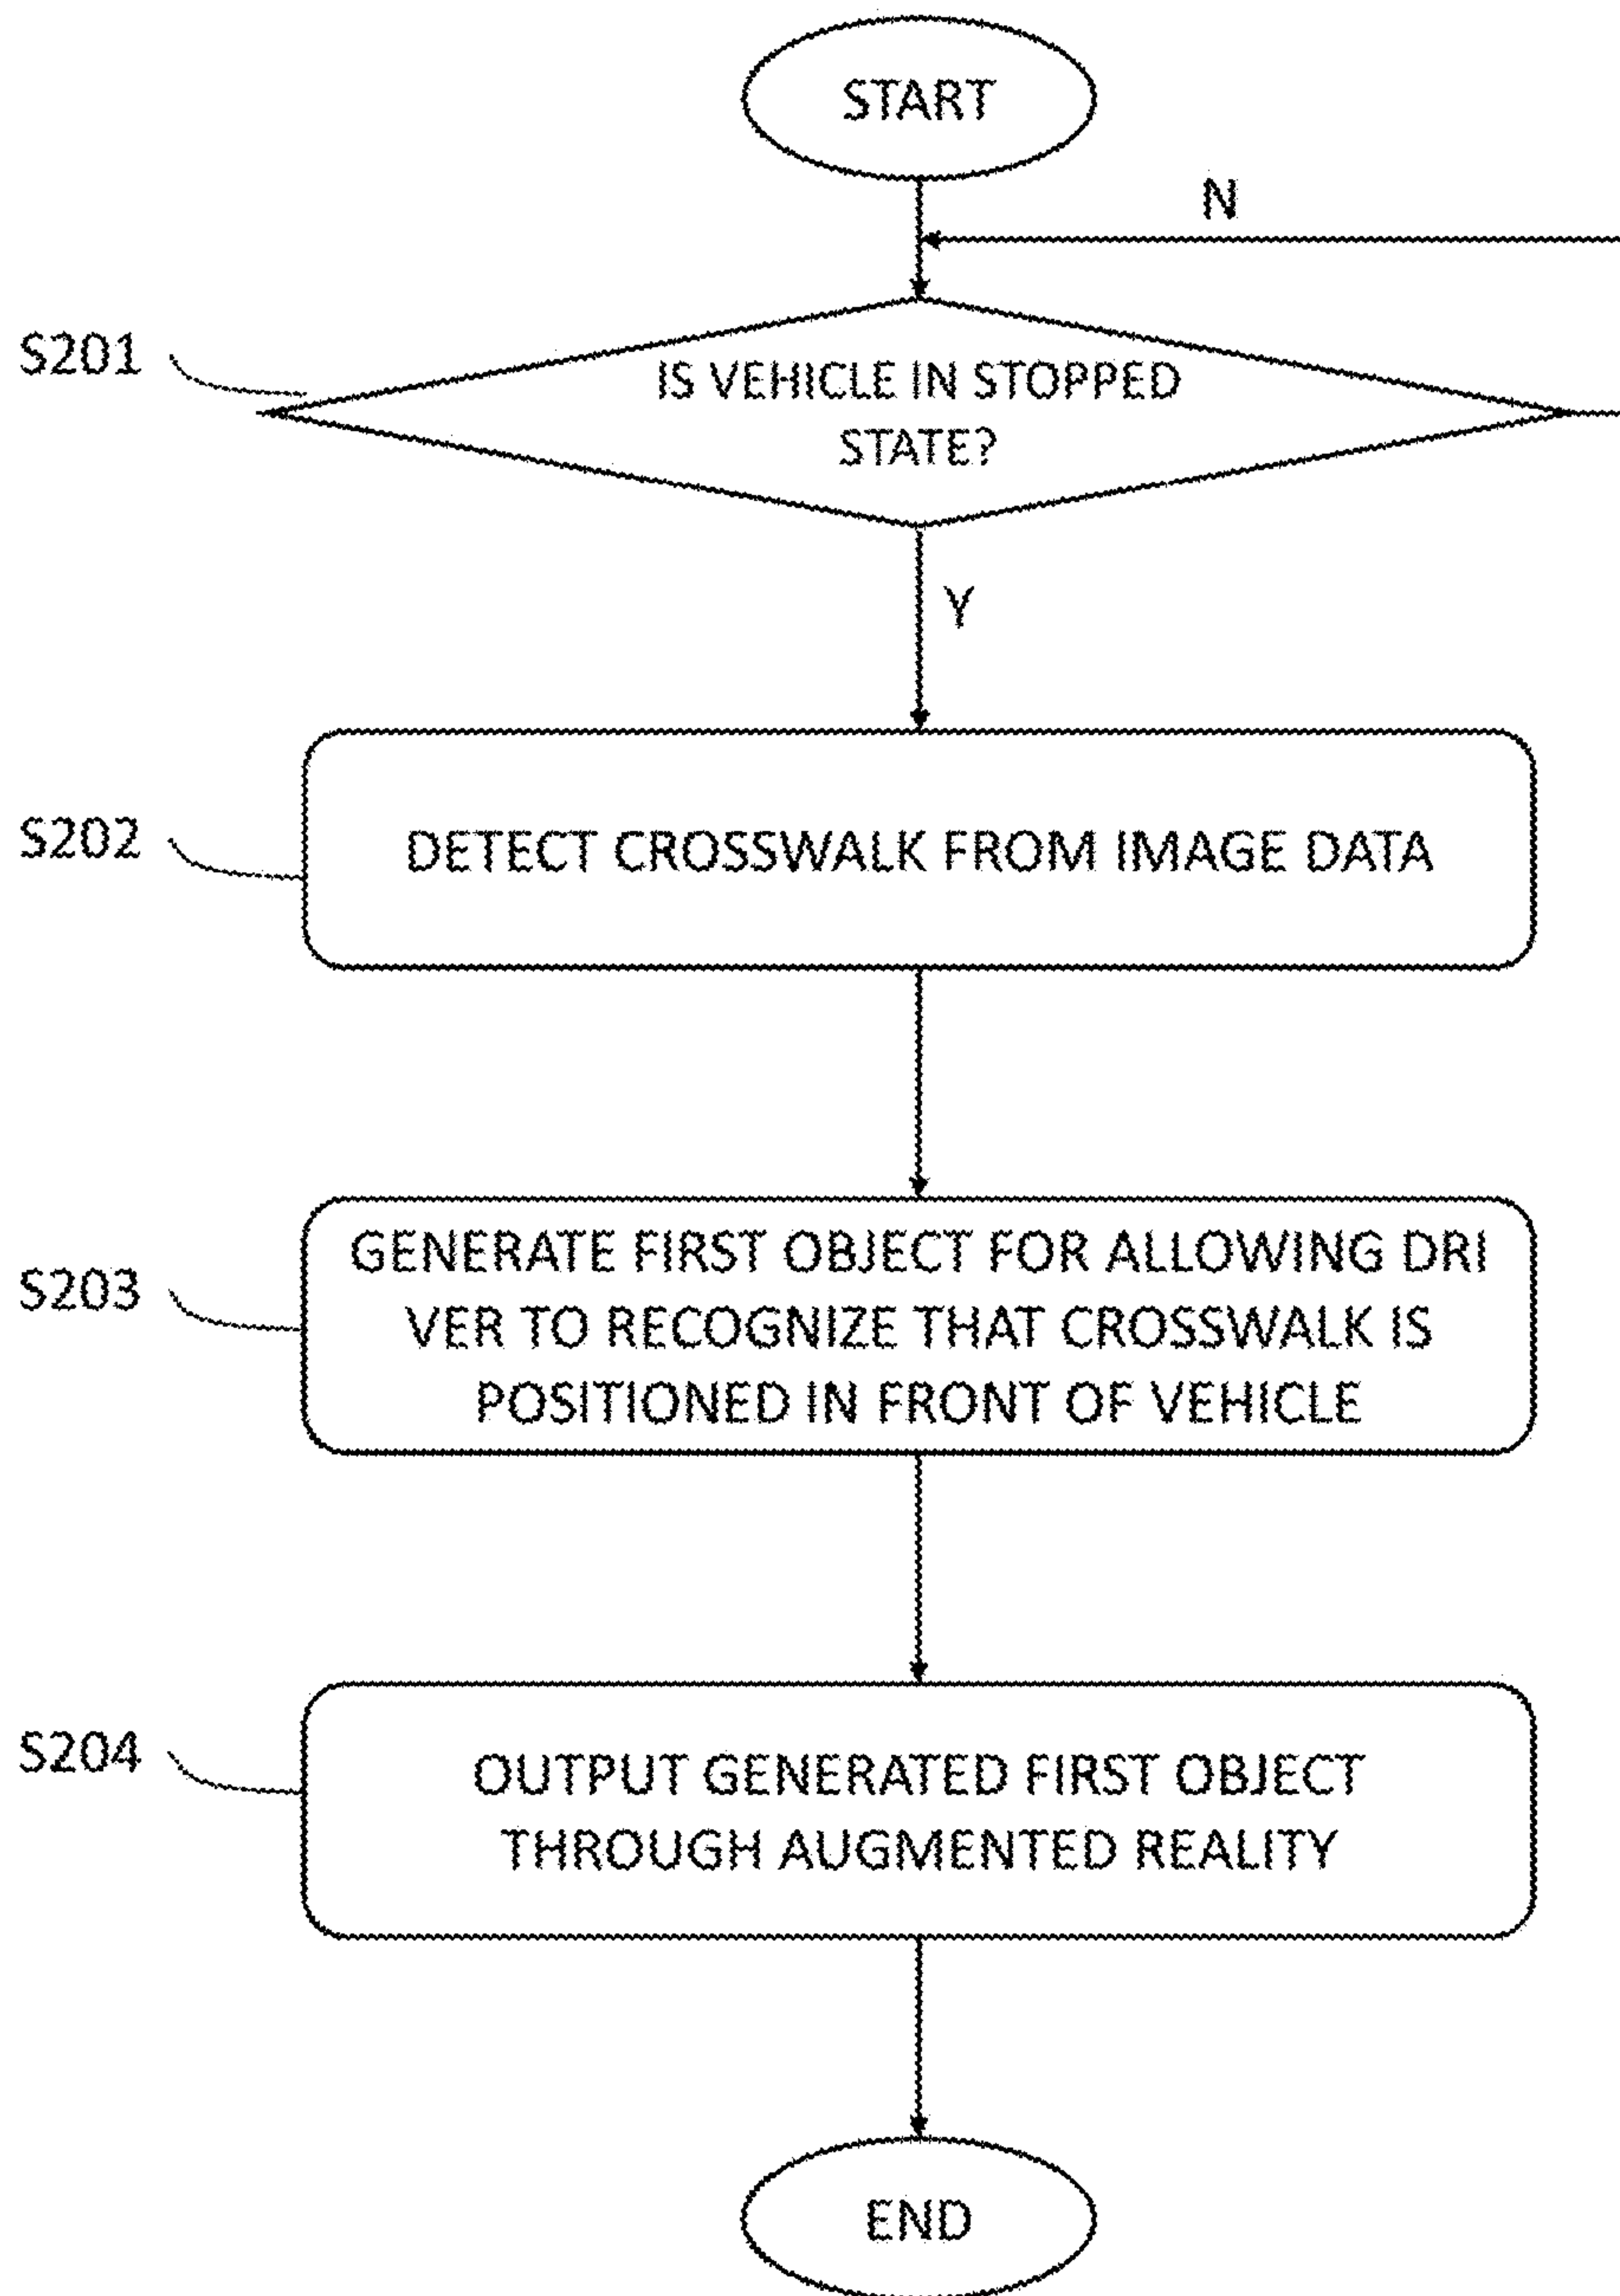 START
N
S201
IS VEHICLE IN STOPPED
STATE?
Y
S202
DETECT CROSSWALK FROM IMAGE DATA
S203
GENERATE FIRST OBJECT FOR ALLOWING DRI
VER TO RECOGNIZE THAT CROSSWALK IS
POSITIONED IN FRONT OF VEHICLE
S204
OUTPUT GENERATED FIRST OBJECT
THROUGH AUGMENTED REALITY
END